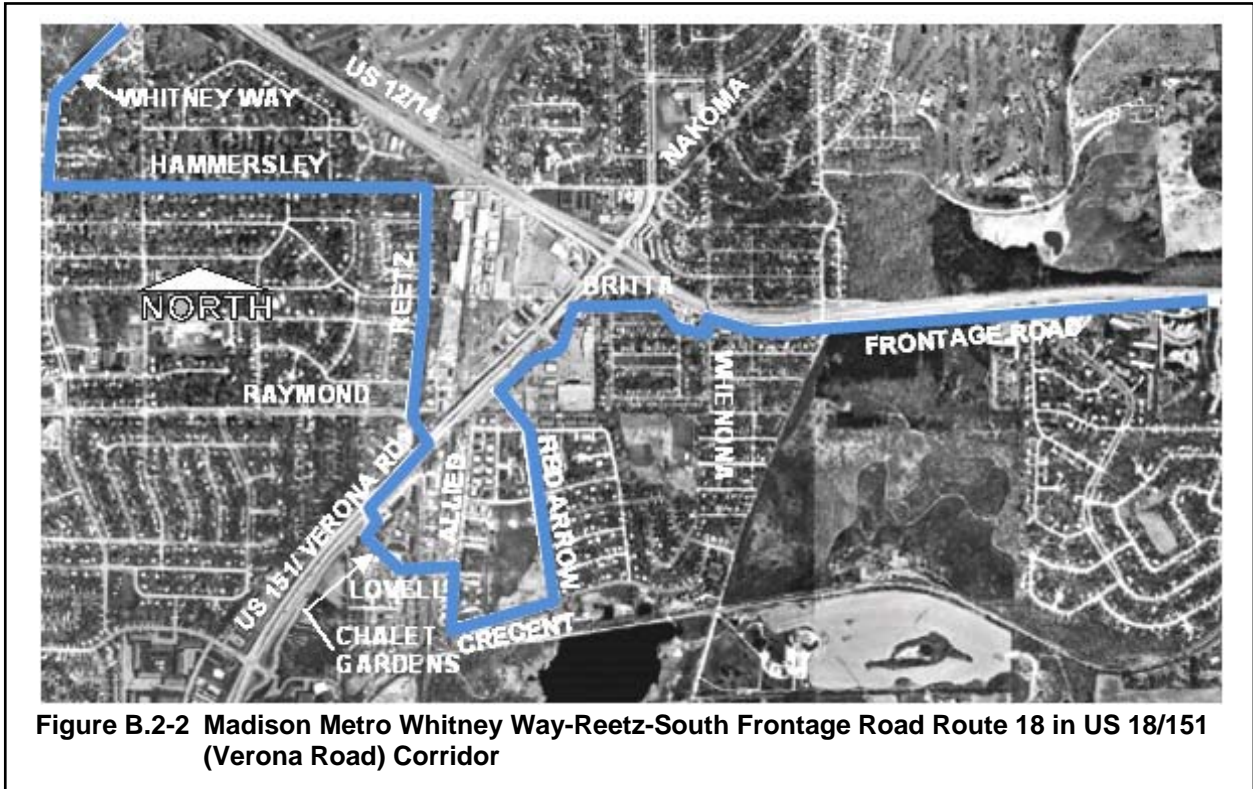 US 12/14
WHITNEY WAY
NAKOMA
HAMMERSLEY
REETZ
NORTH
BRITTA
FRONTAGE ROAD
RAYMOND
WHENONA
ALLIED
RED ARROW
US 151/ VERONA RD
LOVELL
CHALET
GARDENS
CRECENT
Figure B.2-2 Madison Metro Whitney Way-Reetz-South Frontage Road Route 18 in US 18/151
(Verona Road) Corridor